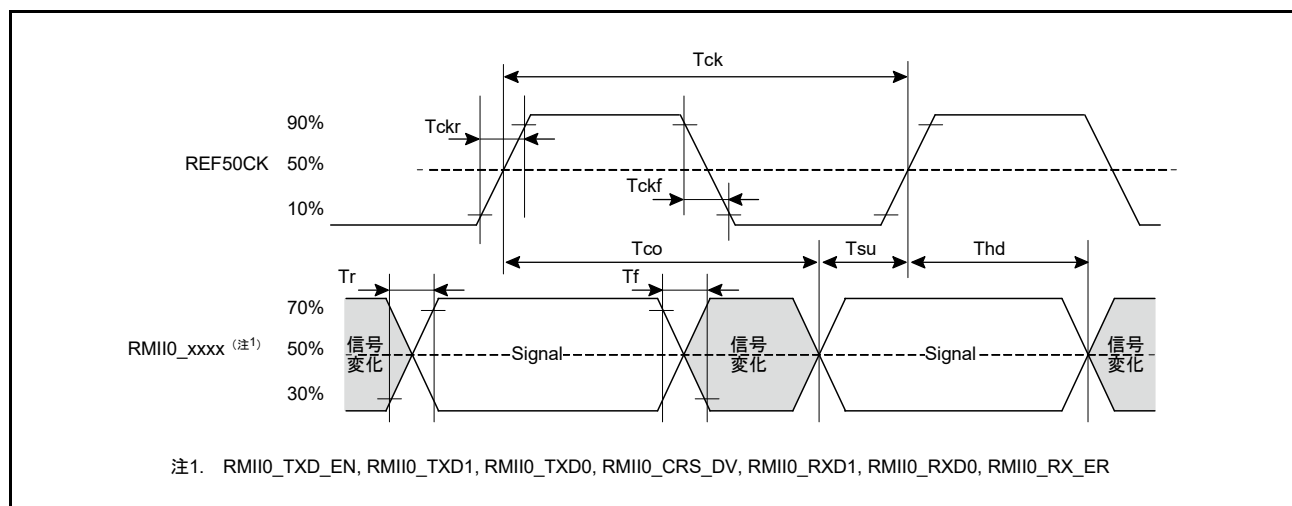 Tck
90%
Tckr
REF50CK 50%
Tckf
10%
Tco Tsu Thd
Tr Tf
70%
RMII0_xxxx（注1） 50% 信号変化 Signal 信号変化 Signal 信号変化
30%
注1. RMII0_TXD_EN, RMII0_TXD1, RMII0_TXD0, RMII0_CRS_DV, RMII0_RXD1, RMII0_RXD0, RMII0_RX_ER